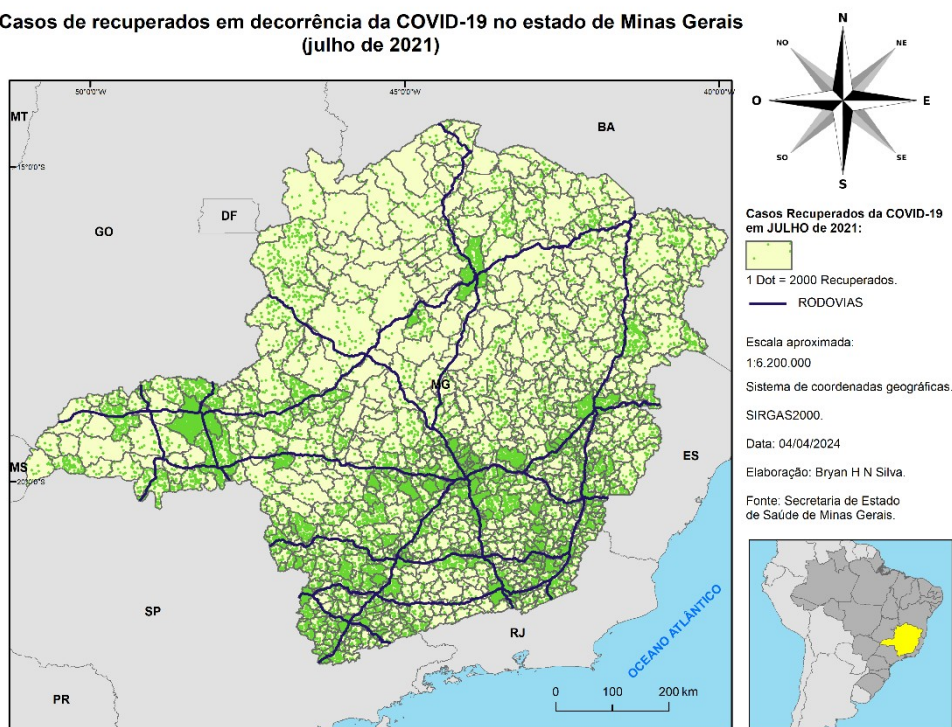 Casos de recuperados em decorrência da COVID-19 no estado de Minas Gerais
(julho de 2021)
N
NO
NE
O
E
SO
SE
S
50°00'0"W
45°00'0"W
40°00'0"W
MT
BA
15°0'0"S
DF
GO
MG
MS
20°0'0"S
ES
SP
RJ
PR
OCEANO ATLÂNTICO
0 100 200 km
Casos Recuperados da COVID-19
em JULHO de 2021:
1 Dot = 2000 Recuperados.
RODOVIAS
Escala aproximada:
1:6.200.000
Sistema de coordenadas geográficas.
SIRGAS2000.
Data: 04/04/2024
Elaboração: Bryan H N Silva.
Fonte: Secretaria de Estado
de Saúde de Minas Gerais.